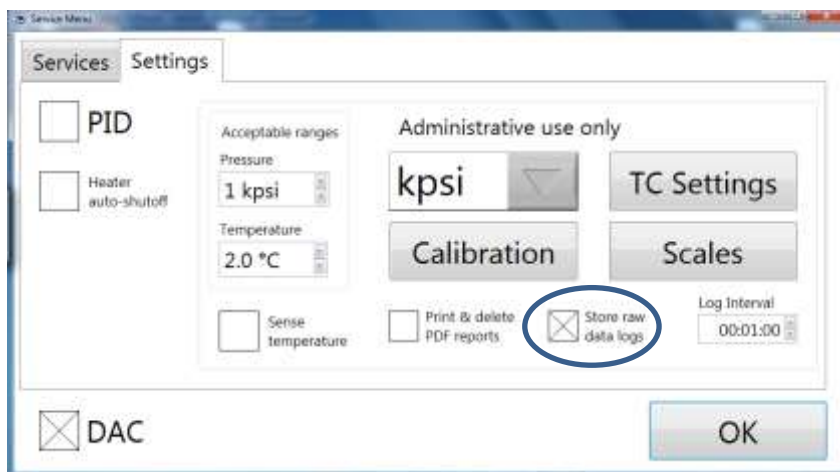 Service Menu
Services Settings
PID
Heater
auto-shutoff
Acceptable ranges
Pressure
1 kpsi
Temperature
2.0 °C
Sense
temperature
Administrative use only
kpsi
TC Settings
Calibration
Scales
Print & delete
PDF reports
Store raw
data logs
Log Interval
00:01:00
DAC
OK